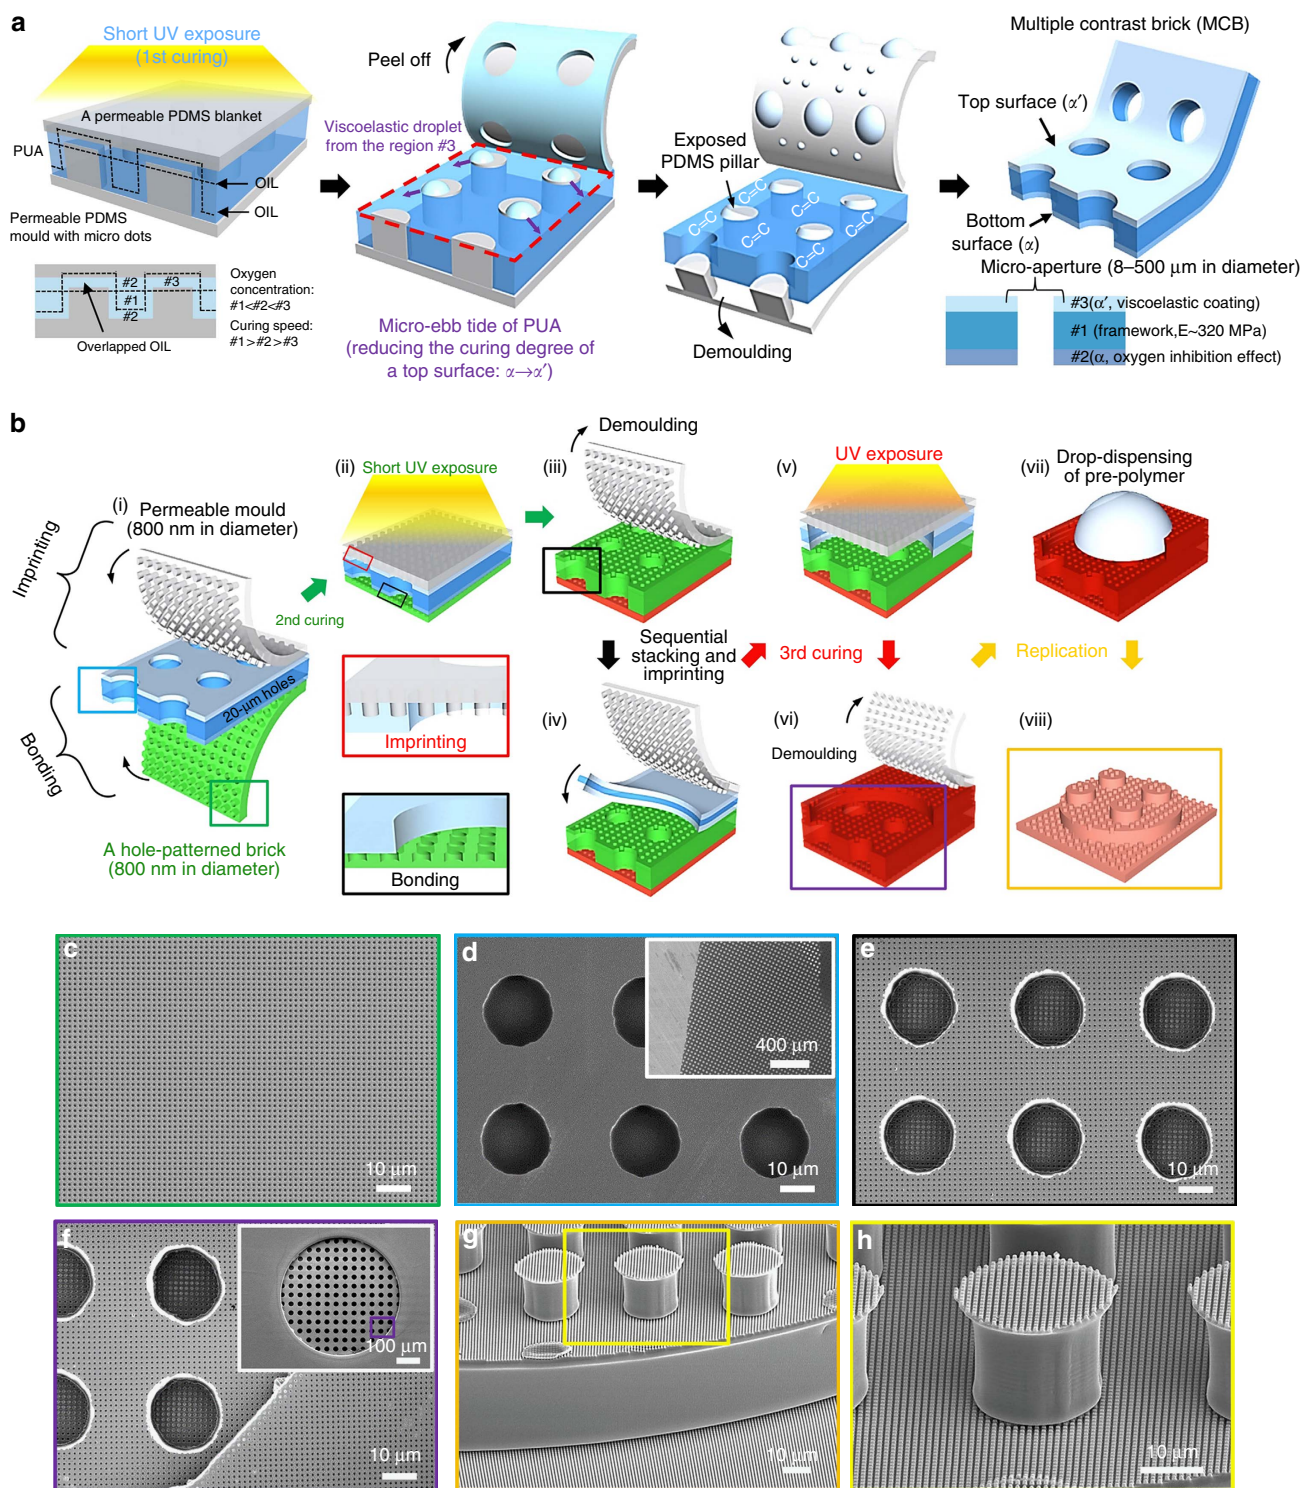 a
Short UV exposure
(1st curing)
A permeable PDMS blanket
PUA
OIL
OIL
Permeable PDMS
mould with micro dots
#2
#3
#1
#2
Overlapped OIL
Oxygen
concentration:
#1<#2<#3
Curing speed:
#1>#2>#3
Peel off
Viscoelastic droplet
from the region #3
Micro-ebb tide of PUA
(reducing the curing degree of
a top surface: α→α′)
Exposed
PDMS pillar
C=C
C=C
C=C
C=C
C=C
C=C
Demoulding
Multiple contrast brick (MCB)
Top surface (α′)
Bottom
surface (α)
Micro-aperture (8–500 μm in diameter)
#3(α′, viscoelastic coating)
#1 (framework,E~320 MPa)
#2(α, oxygen inhibition effect)
b
Imprinting
Bonding
(i)
Permeable mould
(800 nm in diameter)
20-μm holes
A hole-patterned brick
(800 nm in diameter)
2nd curing
(ii)
Short UV exposure
Imprinting
Bonding
(iii)
Demoulding
Sequential
stacking and
imprinting
(iv)
(v)
UV exposure
3rd curing
(vi)
Demoulding
(vii)
Drop-dispensing
of pre-polymer
Replication
(viii)
c
10 μm
d
400 μm
10 μm
e
10 μm
f
100 μm
10 μm
g
10 μm
h
10 μm